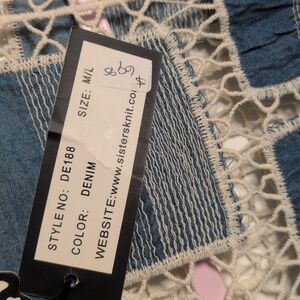 STYLE NO: DE188 SIZE: M/L
COLOR: DENIM
WEBSITE:www.sistersknit.co